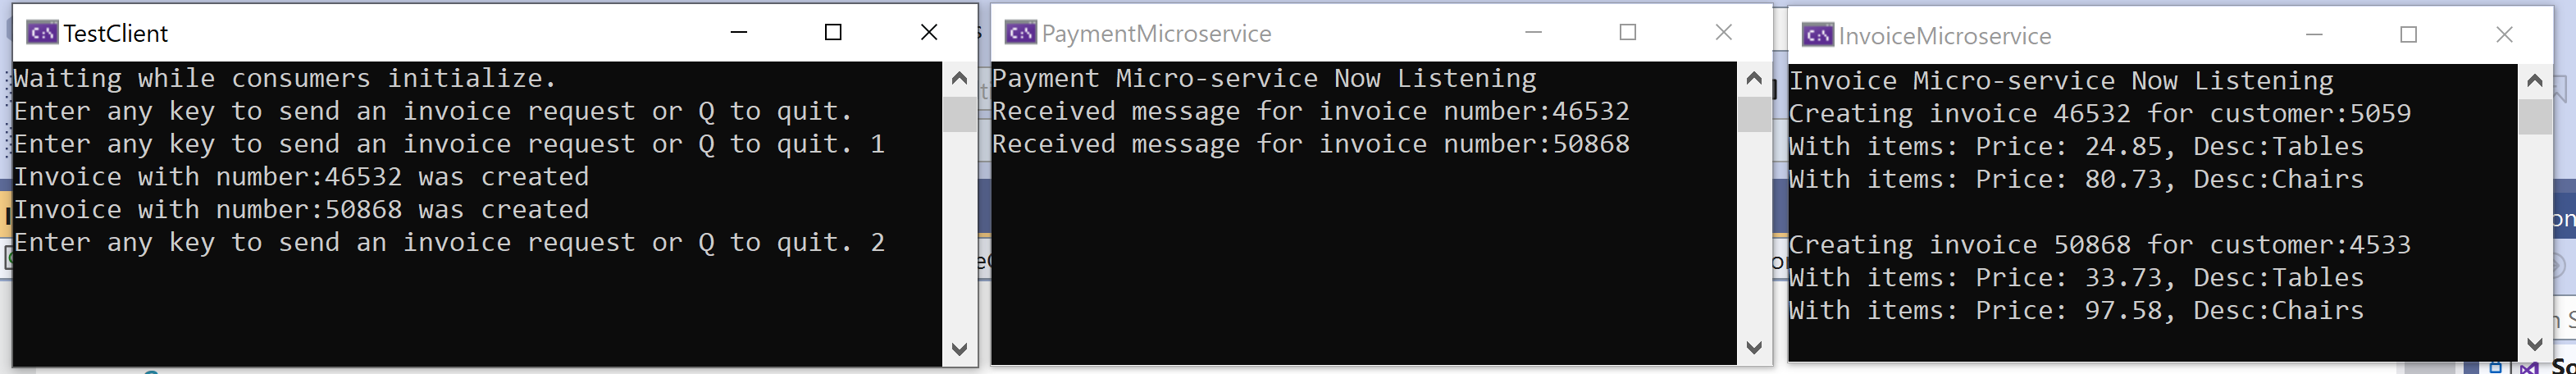 TestClient
Waiting while consumers initialize.
Enter any key to send an invoice request or Q to quit.
Enter any key to send an invoice request or Q to quit. 1
Invoice with number:46532 was created
Invoice with number:50868 was created
Enter any key to send an invoice request or Q to quit. 2
PaymentMicroservice
Payment Micro-service Now Listening
Received message for invoice number:46532
Received message for invoice number:50868
InvoiceMicroservice
Invoice Micro-service Now Listening
Creating invoice 46532 for customer:5059
With items: Price: 24.85, Desc:Tables
With items: Price: 80.73, Desc:Chairs
Creating invoice 50868 for customer:4533
With items: Price: 33.73, Desc:Tables
With items: Price: 97.58, Desc:Chairs